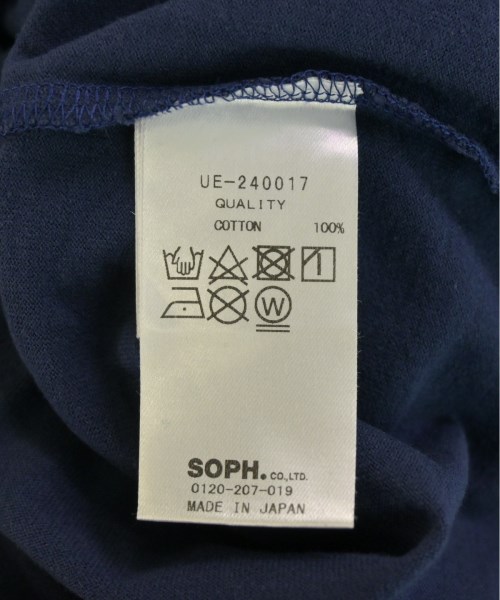 UE-240017
QUALITY
COTTON 100%
W
SOPH. CO.,LTD.
0120-207-019
MADE IN JAPAN